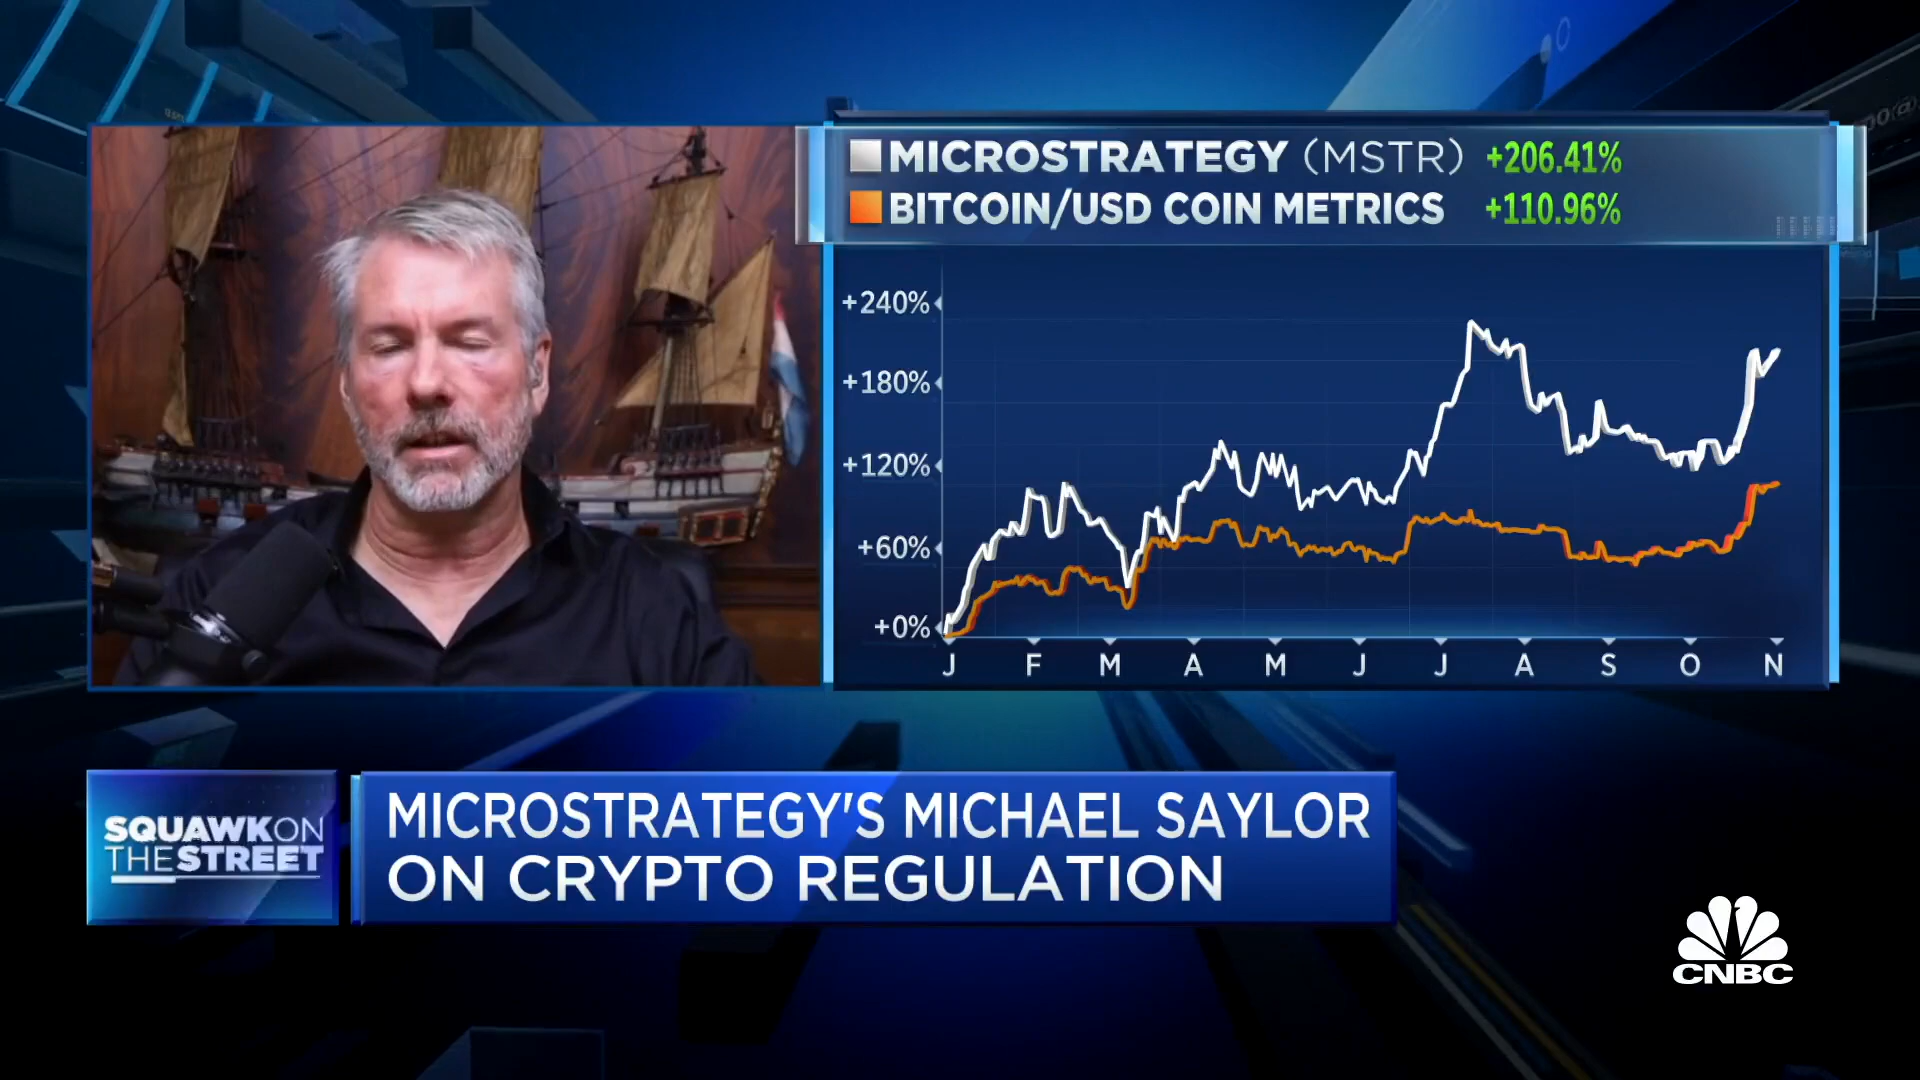 MICROSTRATEGY (MSTR) +206.41%
BITCOIN/USD COIN METRICS +110.96%
+240%
+180%
+120%
+60%
+0%
J F M A M J J A S O N
SQUAWK ON
THE STREET
MICROSTRATEGY'S MICHAEL SAYLOR
ON CRYPTO REGULATION
CNBC